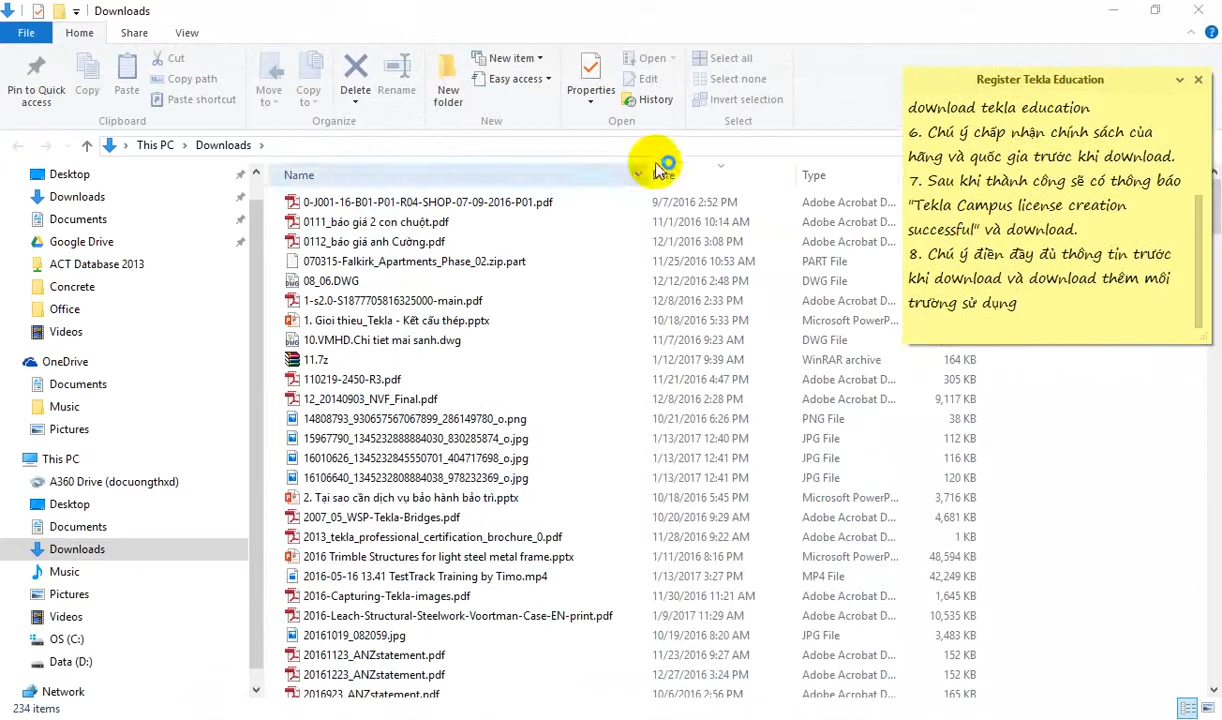 Downloads
File Home Share View
Pin to Quick access
Copy
Paste
Cut
Copy path
Paste shortcut
Clipboard
Move to
Copy to
Delete
Rename
Organize
New folder
New item
Easy access
New
Properties
Open
Edit
History
Open
Select all
Select none
Invert selection
Select
This PC > Downloads >
Desktop
Downloads
Documents
Google Drive
ACT Database 2013
Concrete
Office
Videos
OneDrive
Documents
Music
Pictures
This PC
A360 Drive (docuongthxd)
Desktop
Documents
Downloads
Music
Pictures
Videos
OS (C:)
Data (D:)
Network
234 items
Name Type
0-J001-16-B01-P01-R04-SHOP-07-09-2016-P01.pdf 9/7/2016 2:52 PM Adobe Acrobat D...
0111_báo giá 2 con chuột.pdf 11/1/2016 10:14 AM Adobe Acrobat D...
0112_báo giá anh Cường.pdf 12/1/2016 3:08 PM Adobe Acrobat D...
070315-Falkirk_Apartments_Phase_02.zip.part 11/25/2016 10:53 AM PART File
08_06.DWG 12/12/2016 2:48 PM DWG File
1-s2.0-S1877705816325000-main.pdf 12/8/2016 2:33 PM Adobe Acrobat D...
1. Gioi thieu_Tekla - Kết cấu thép.pptx 10/18/2016 5:33 PM Microsoft PowerP...
10.VMHD.Chi tiet mai sanh.dwg 11/7/2016 9:23 AM DWG File
11.7z 1/12/2017 9:39 AM WinRAR archive 164 KB
110219-2450-R3.pdf 11/21/2016 4:47 PM Adobe Acrobat D... 305 KB
12_20140903_NVF_Final.pdf 12/8/2016 2:28 PM Adobe Acrobat D... 9,117 KB
14808793_930657567067899_286149780_o.png 10/21/2016 6:26 PM PNG File 38 KB
15967790_1345232888884030_830285874_o.jpg 1/13/2017 12:40 PM JPG File 112 KB
16010626_1345232845550701_404717698_o.jpg 1/13/2017 12:40 PM JPG File 116 KB
16106640_1345232808884038_978232369_o.jpg 1/13/2017 12:40 PM JPG File 120 KB
2. Tại sao cần dịch vụ bảo hành bảo trì.pptx 10/18/2016 5:45 PM Microsoft PowerP... 3,716 KB
2007_05_WSP-Tekla-Bridges.pdf 10/20/2016 9:29 AM Adobe Acrobat D... 4,681 KB
2013_tekla_professional_certification_brochure_0.pdf 11/28/2016 9:22 AM Adobe Acrobat D... 1 KB
2016 Trimble Structures for light steel metal frame.pptx 1/11/2016 8:16 PM Microsoft PowerP... 48,594 KB
2016-05-16 13.41 TestTrack Training by Timo.mp4 1/13/2017 3:27 PM MP4 File 42,249 KB
2016-Capturing-Tekla-images.pdf 11/30/2016 11:21 AM Adobe Acrobat D... 1,645 KB
2016-Leach-Structural-Steelwork-Voortman-Case-EN-print.pdf 1/9/2017 11:29 AM Adobe Acrobat D... 10,535 KB
20161019_082059.jpg 10/19/2016 8:20 AM JPG File 3,483 KB
20161123_ANZstatement.pdf 11/23/2016 9:27 AM Adobe Acrobat D... 152 KB
20161223_ANZstatement.pdf 12/27/2016 3:24 PM Adobe Acrobat D... 152 KB
2016923_ANZstatement.pdf 10/6/2016 2:56 PM Adobe Acrobat D... 165 KB
Register Tekla Education
download tekla education
6. Chú ý chấp nhận chính sách của
hãng và quốc gia trước khi download.
7. Sau khi thành công sẽ có thông báo
"Tekla Campus license creation
successful" và download.
8. Chú ý điền đầy đủ thông tin trước
khi download và download thêm môi
trường sử dụng